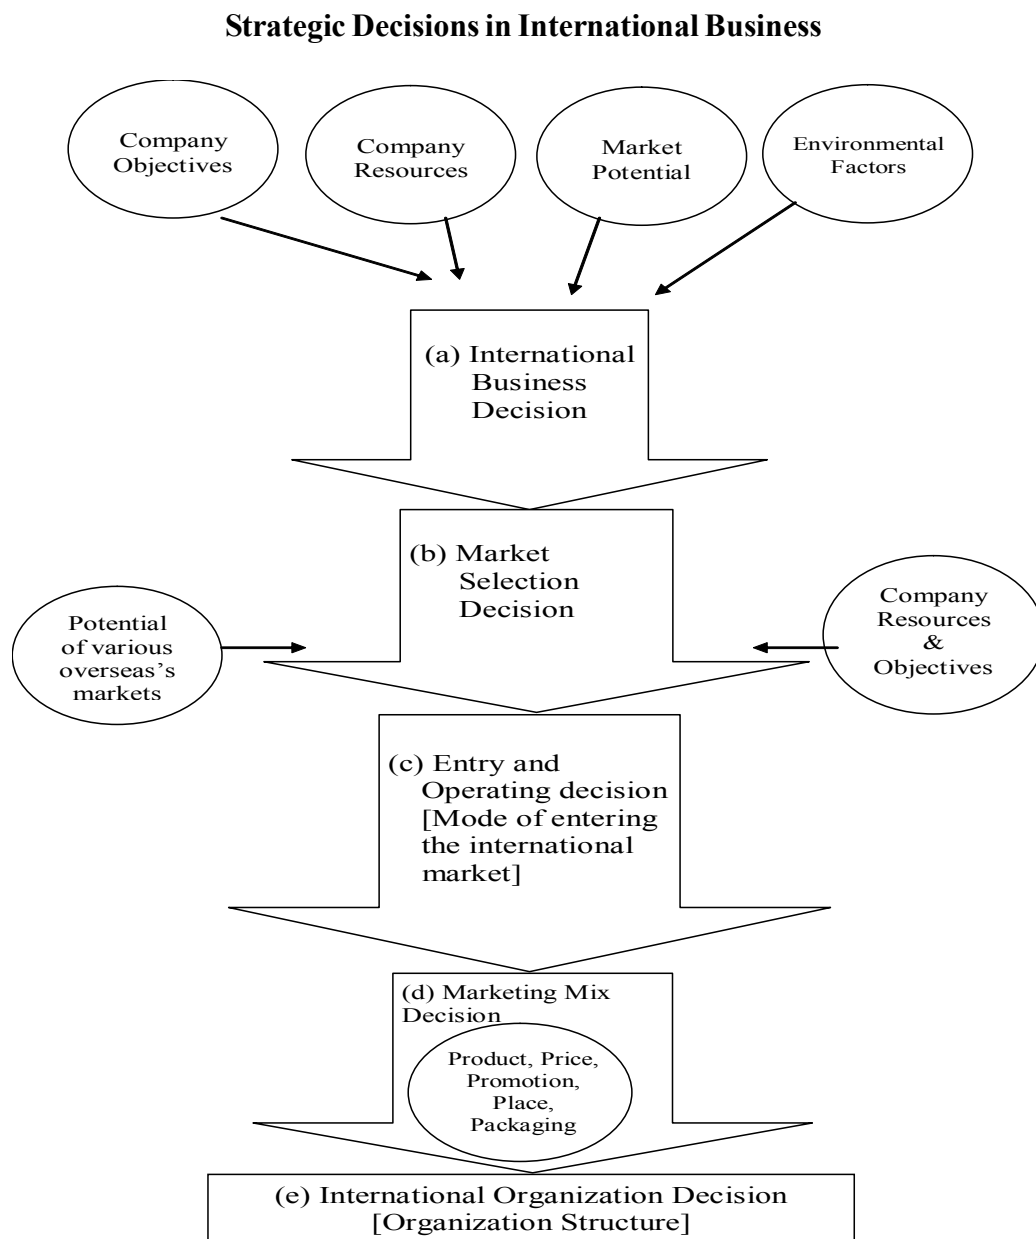 Strategic Decisions in International Business
Company
Objectives
Company
Resources
Market
Potential
Environmental
Factors
(a) International
Business
Decision
(b) Market
Selection
Decision
Potential
of various
overseas’s
markets
Company
Resources
&
Objectives
(c) Entry and
Operating decision
[Mode of entering
the international
market]
(d) Marketing Mix
Decision
Product, Price,
Promotion,
Place,
Packaging
(e) International Organization Decision
[Organization Structure]